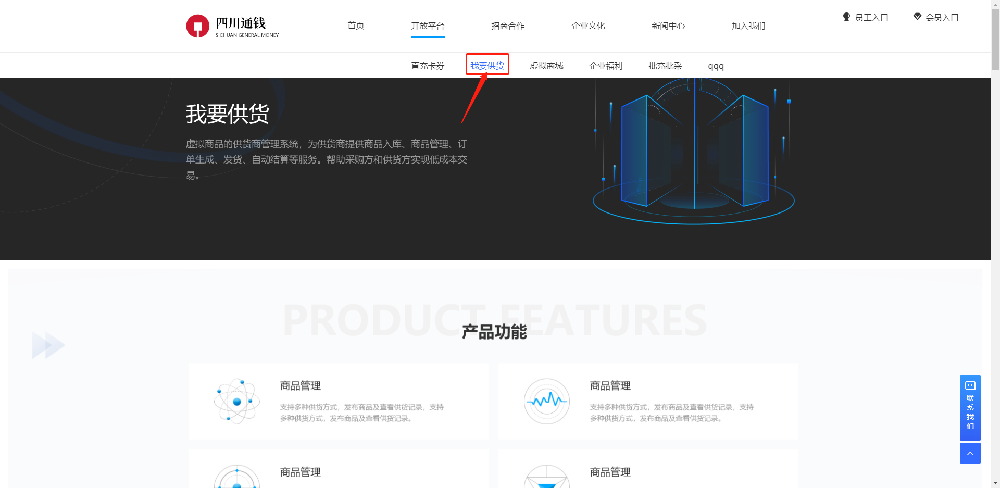 四川通钱
SICHUAN GENERAL MONEY
首页
开放平台
招商合作
企业文化
新闻中心
加入我们
员工入口
会员入口
直充卡券
我要供货
虚拟商城
企业福利
批充批采
qqq
我要供货
虚拟商品的供货商管理系统，为供货商提供商品入库、商品管理、订
单生成、发货、自动结算等服务。帮助采购方和供货方实现低成本交
易。
PRODUCT FEATURES
产品功能
商品管理
支持多种供货方式，发布商品及查看供货记录，支持
多种供货方式，发布商品及查看供货记录。
商品管理
支持多种供货方式，发布商品及查看供货记录，支持
多种供货方式，发布商品及查看供货记录。
商品管理
商品管理
联
系
我
们